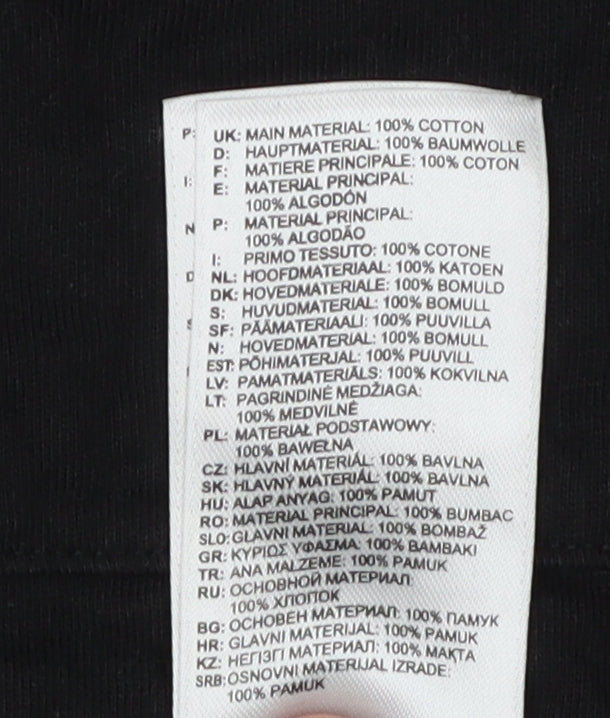 UK: MAIN MATERIAL: 100% COTTON
D: HAUPTMATERIAL: 100% BAUMWOLLE
F: MATIERE PRINCIPALE: 100% COTON
E: MATERIAL PRINCIPAL:
100% ALGODÓN
P: MATERIAL PRINCIPAL:
100% ALGODÃO
I: PRIMO TESSUTO: 100% COTONE
NL: HOOFDMATERIAAL: 100% KATOEN
DK: HOVEDMATERIALE: 100% BOMULD
S: HUVUDMATERIAL: 100% BOMULL
SF: PÄÄMATERIAALI: 100% PUUVILLA
N: HOVEDMATERIAL: 100% BOMULL
EST: PÕHIMATERJAL: 100% PUUVILL
LV: PAMATMATERIĀLS: 100% KOKVILNA
LT: PAGRINDINĖ MEDŽIAGA:
100% MEDVILNĖ
PL: MATERIAŁ PODSTAWOWY:
100% BAWEŁNA
CZ: HLAVNÍ MATERIÁL: 100% BAVLNA
SK: HLAVNÝ MATERIÁL: 100% BAVLNA
HU: ALAP ANYAG: 100% PAMUT
RO: MATERIAL PRINCIPAL: 100% BUMBAC
SLO: GLAVNI MATERIAL: 100% BOMBAŽ
GR: ΚΥΡΙΩΣ ΥΦΑΣΜΑ: 100% ΒΑΜΒΑΚΙ
TR: ANA MALZEME: 100% PAMUK
RU: ОСНОВНОЙ МАТЕРИАЛ:
100% ХЛОПОК
BG: ОСНОВЕН МАТЕРИАЛ: 100% ПАМУК
HR: GLAVNI MATERIJAL: 100% PAMUK
KZ: НЕГІЗГІ МАТЕРИАЛ: 100% МАҚТА
SRB: OSNOVNI MATERIJAL IZRADE:
100% PAMUK